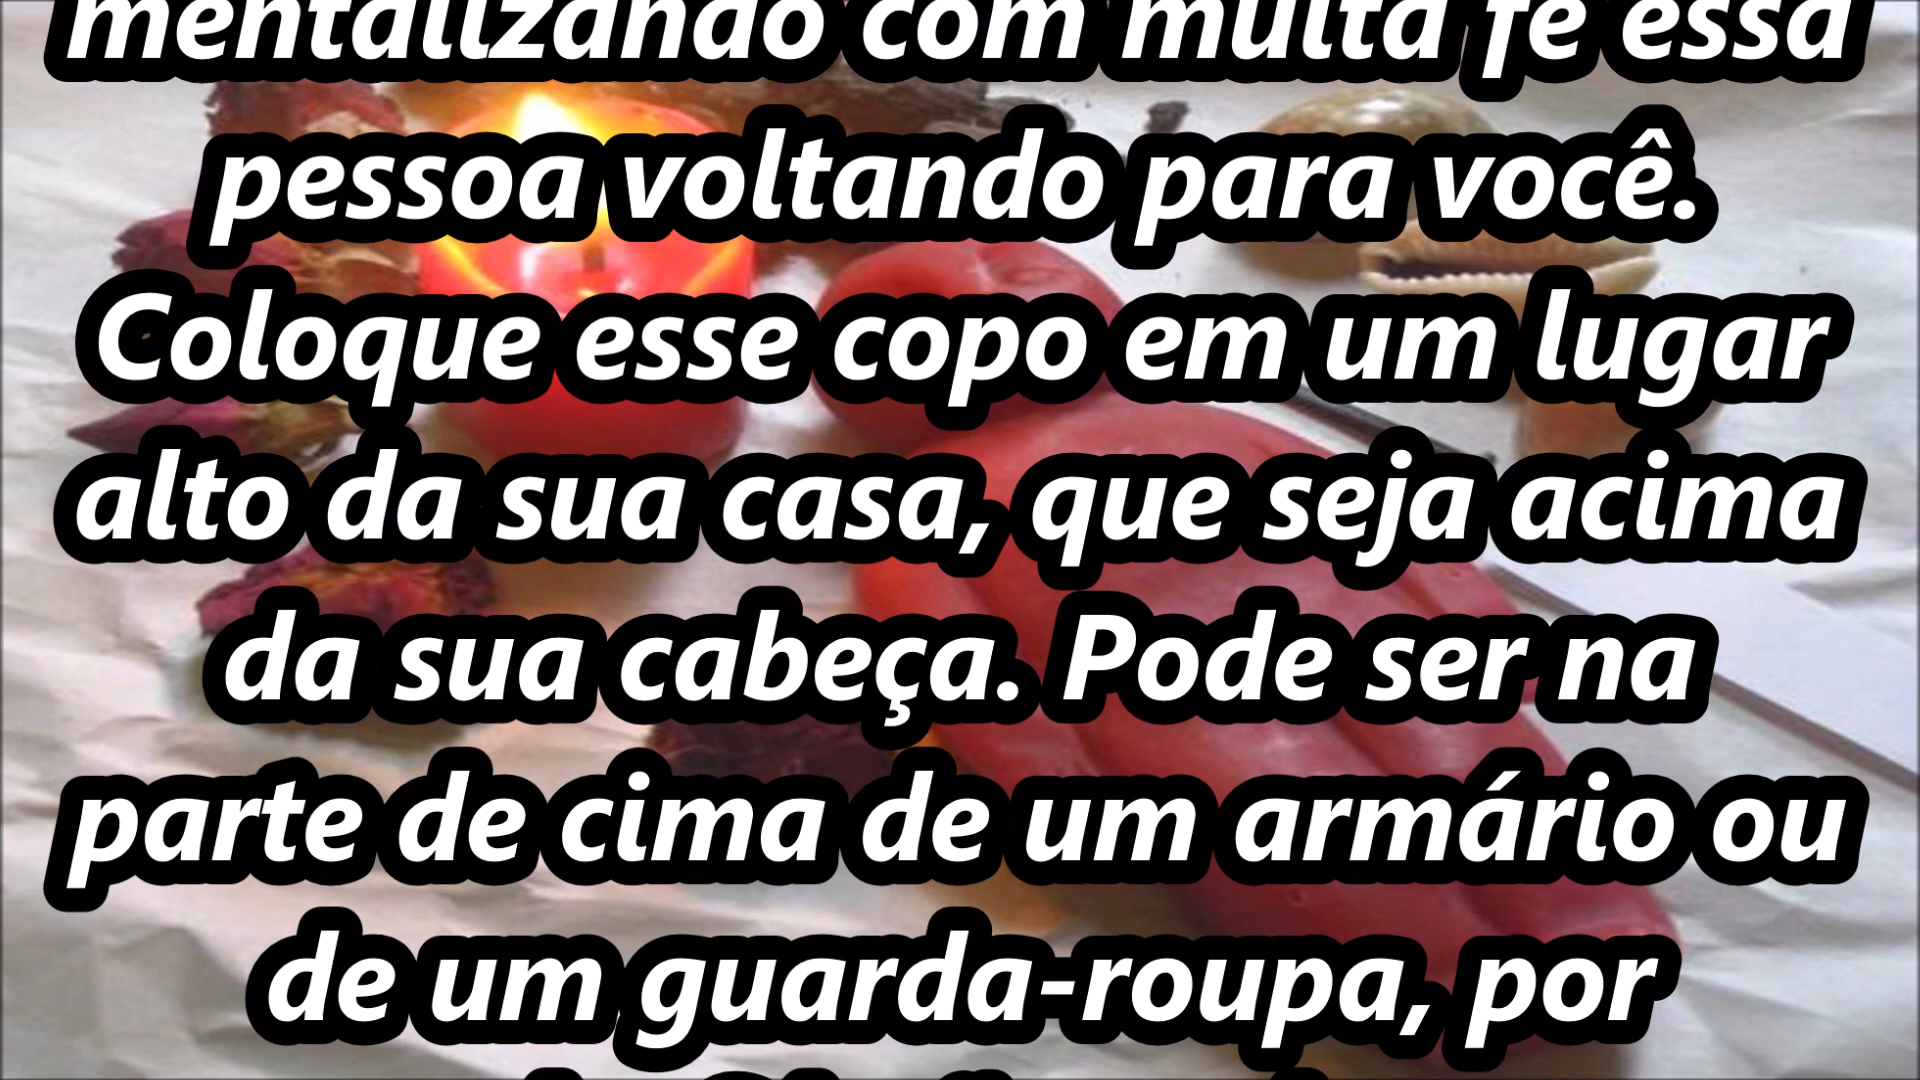 mentalizando com muita fé essa
pessoa voltando para você.
Coloque esse copo em um lugar
alto da sua casa, que seja acima
da sua cabeça. Pode ser na
parte de cima de um armário ou
de um guarda-roupa, por